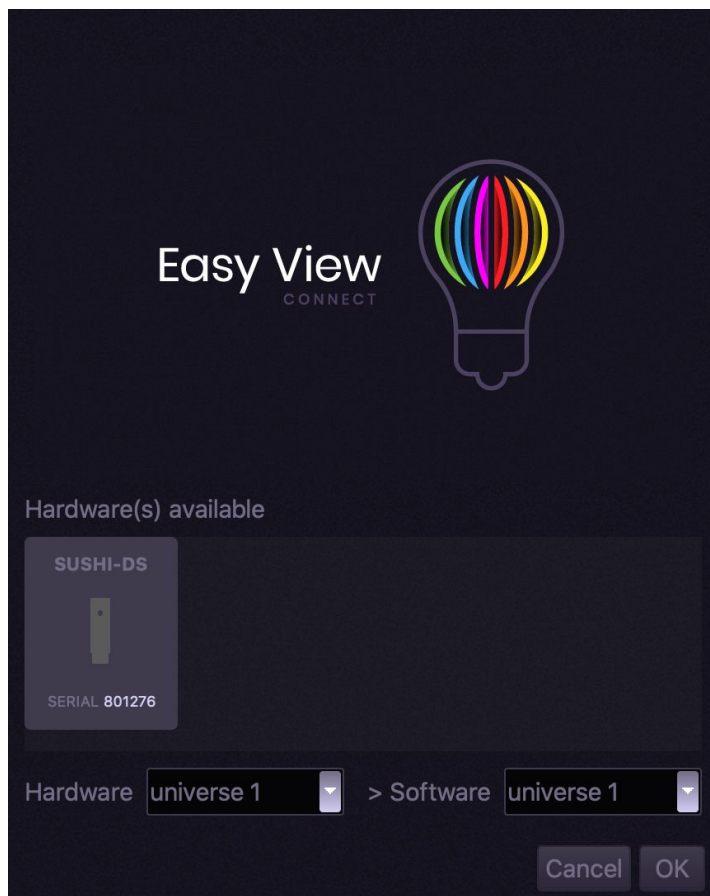 Easy View
CONNECT
Hardware(s) available
SUSHI-DS
SERIAL 801276
Hardware universe 1 > Software universe 1
Cancel OK